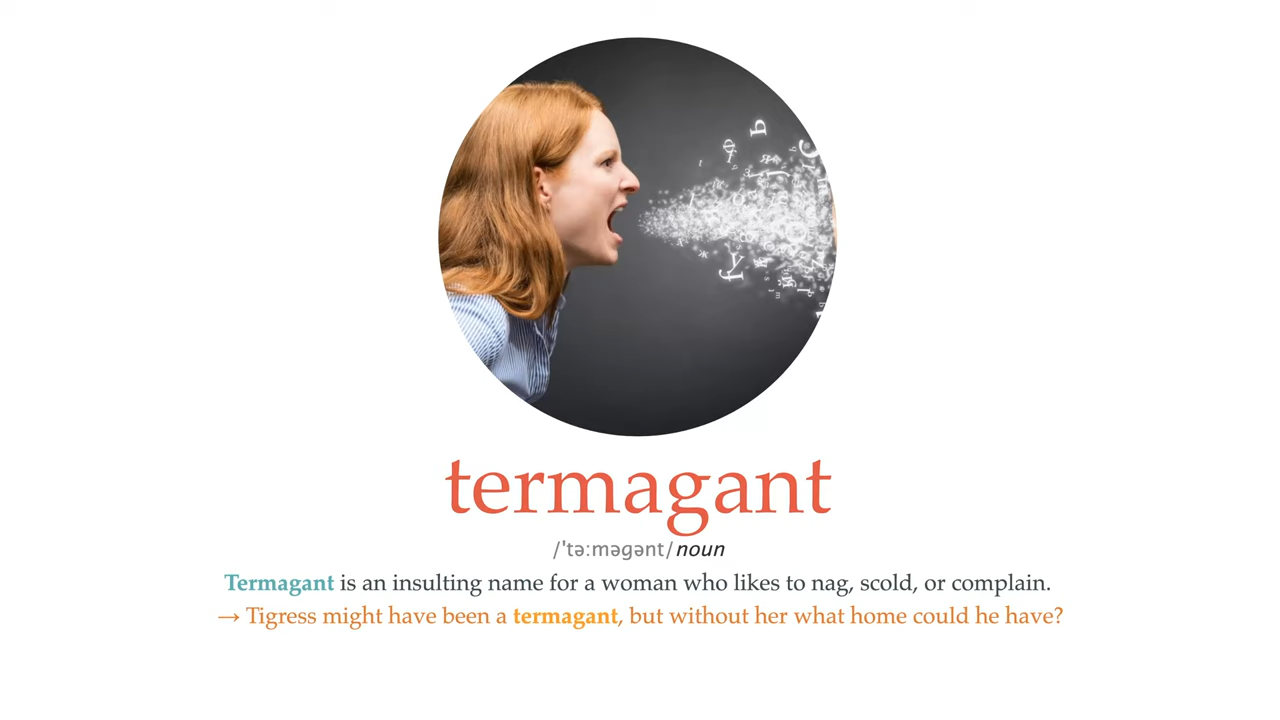 termagant
/ˈtəːməgənt/ noun
Termagant is an insulting name for a woman who likes to nag, scold, or complain.
→ Tigress might have been a termagant, but without her what home could he have?